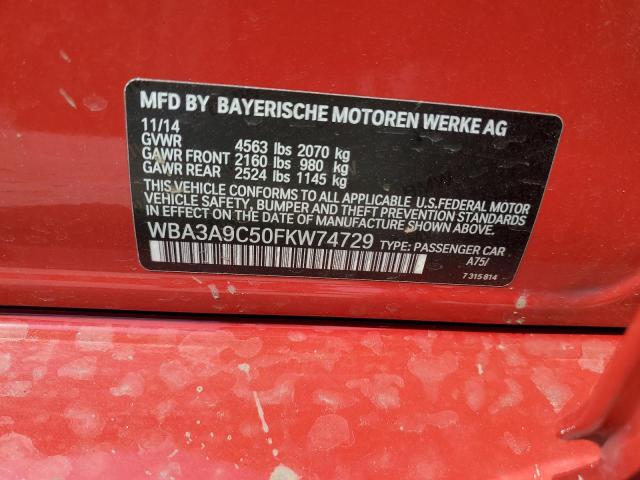 MFD BY BAYERISCHE MOTOREN WERKE AG
11/14
GVWR 4563 lbs 2070 kg
GAWR FRONT 2160 lbs 980 kg
GAWR REAR 2524 lbs 1145 kg
THIS VEHICLE CONFORMS TO ALL APPLICABLE U.S.FEDERAL MOTOR
VEHICLE SAFETY, BUMPER AND THEFT PREVENTION STANDARDS
IN EFFECT ON THE DATE OF MANUFACTURE SHOWN ABOVE.
WBA3A9C50FKW74729 TYPE: PASSENGER CAR
A75/
7 315 814